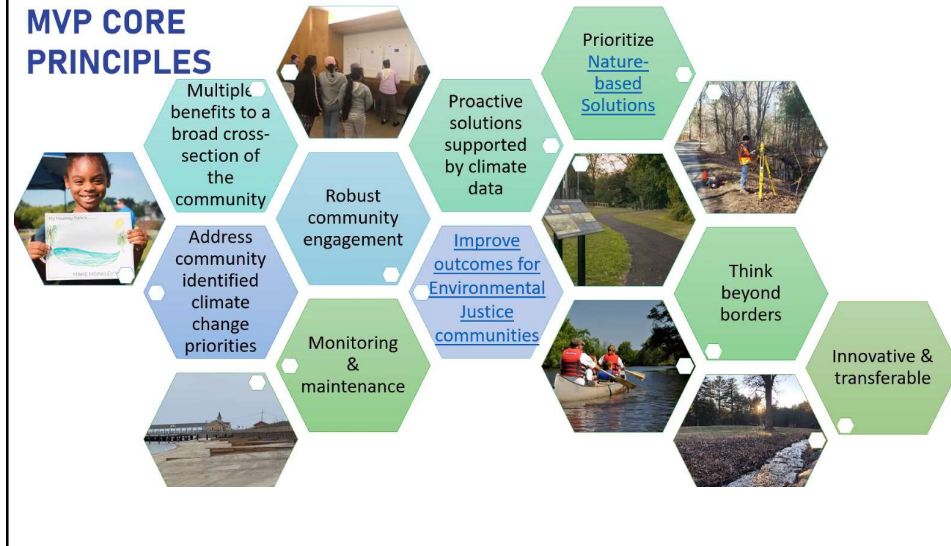 MVP CORE
PRINCIPLES
Multiple
benefits to a
broad cross-
section of
the
community
Address
community
identified
climate
change
priorities
Robust
community
engagement
Monitoring
&
maintenance
Proactive
solutions
supported
by climate
data
Improve
outcomes for
Environmental
Justice
communities
Prioritize
Nature-
based
Solutions
Think
beyond
borders
Innovative &
transferable